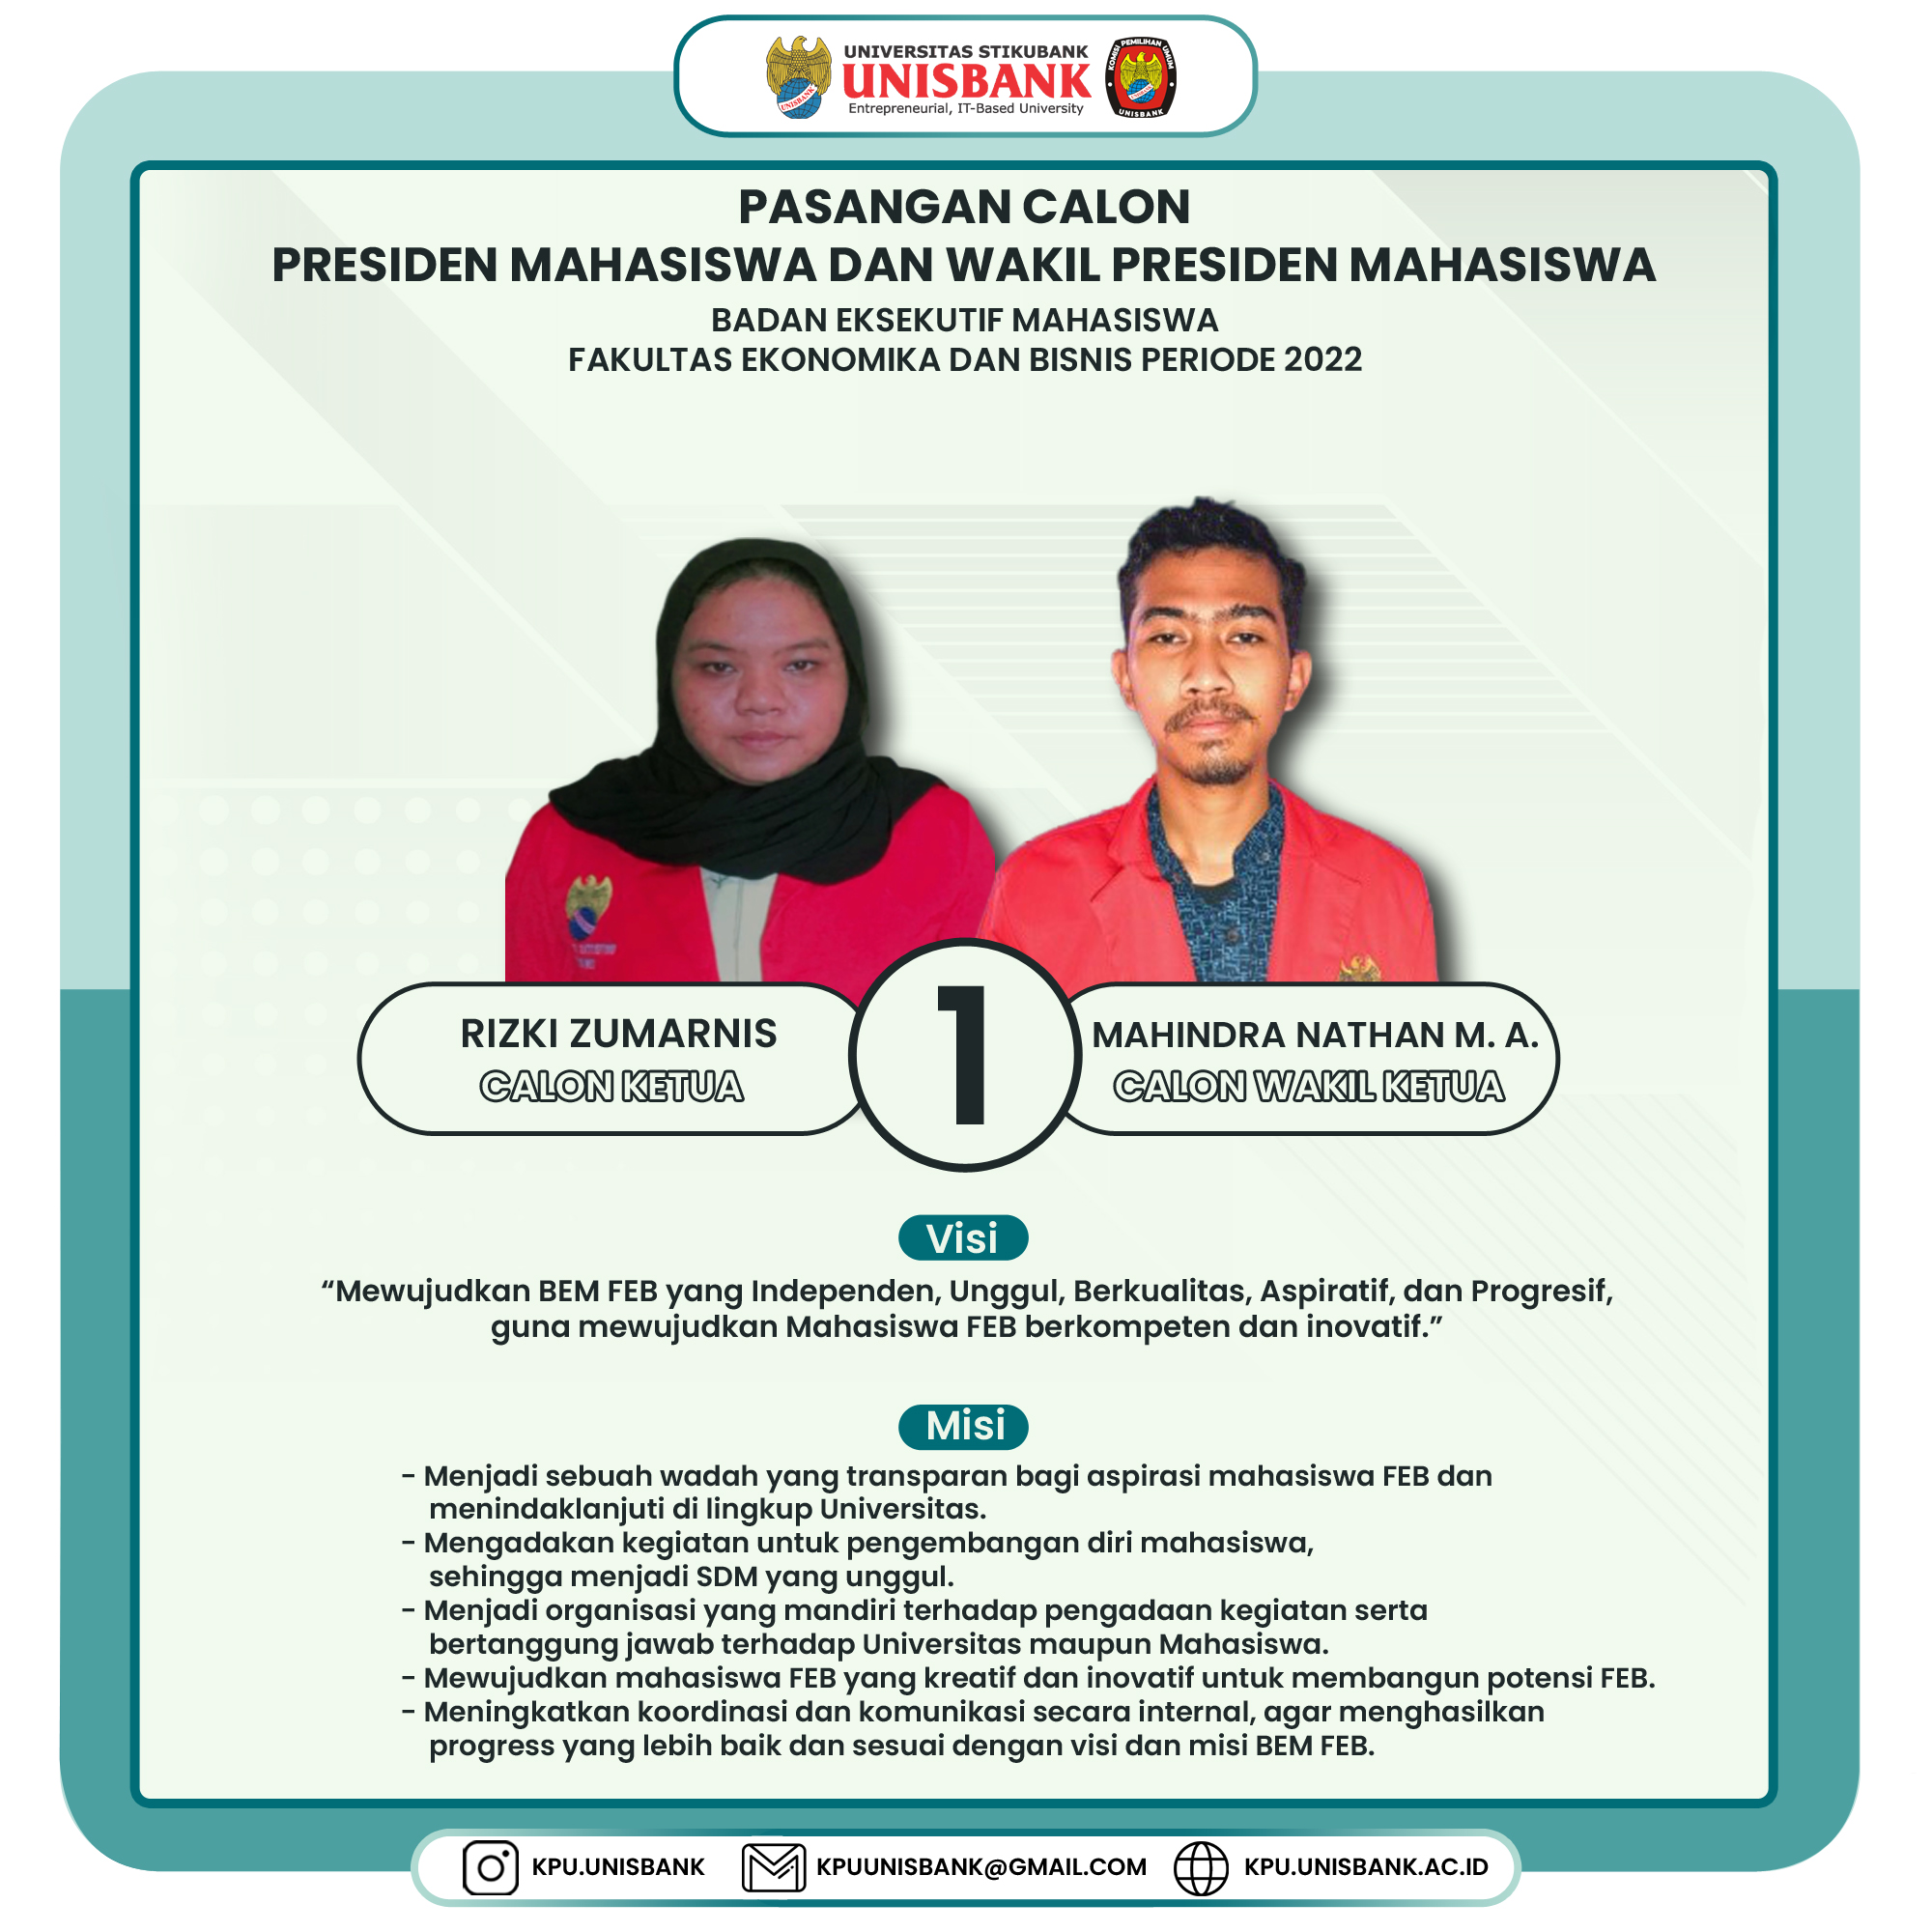 UNIVERSITAS STIKUBANK
UNISBANK
Entrepreneurial, IT-Based University
UNISBANK
KOMISI PEMILIHAN UMUM
UNISBANK
PASANGAN CALON
PRESIDEN MAHASISWA DAN WAKIL PRESIDEN MAHASISWA
BADAN EKSEKUTIF MAHASISWA
FAKULTAS EKONOMIKA DAN BISNIS PERIODE 2022
RIZKI ZUMARNIS
CALON KETUA
1
MAHINDRA NATHAN M. A.
CALON WAKIL KETUA
Visi
“Mewujudkan BEM FEB yang Independen, Unggul, Berkualitas, Aspiratif, dan Progresif,
guna mewujudkan Mahasiswa FEB berkompeten dan inovatif.”
Misi
- Menjadi sebuah wadah yang transparan bagi aspirasi mahasiswa FEB dan
menindaklanjuti di lingkup Universitas.
- Mengadakan kegiatan untuk pengembangan diri mahasiswa,
sehingga menjadi SDM yang unggul.
- Menjadi organisasi yang mandiri terhadap pengadaan kegiatan serta
bertanggung jawab terhadap Universitas maupun Mahasiswa.
- Mewujudkan mahasiswa FEB yang kreatif dan inovatif untuk membangun potensi FEB.
- Meningkatkan koordinasi dan komunikasi secara internal, agar menghasilkan
progress yang lebih baik dan sesuai dengan visi dan misi BEM FEB.
KPU.UNISBANK
KPUUNISBANK@GMAIL.COM
KPU.UNISBANK.AC.ID